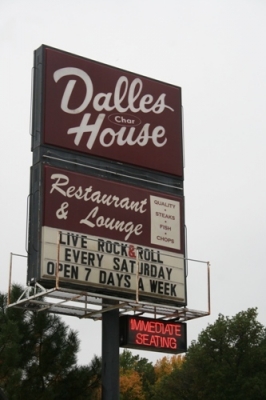 Dalles
Char
House
Restaurant
& Lounge
QUALITY
• STEAKS
• FISH
• CHOPS
LIVE ROCK&ROLL
EVERY SATURDAY
OPEN 7 DAYS A WEEK
IMMEDIATE
SEATING